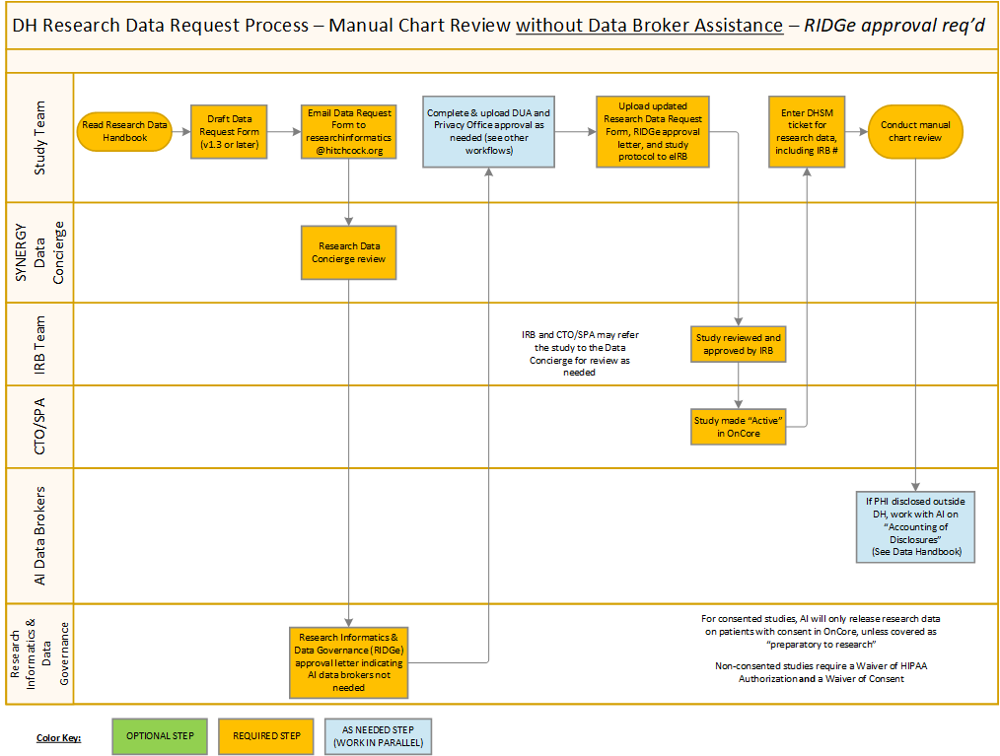 DH Research Data Request Process – Manual Chart Review without Data Broker Assistance – RIDGe approval req'd
Study Team
Read Research Data
Handbook
Draft Data
Request Form
(v1.3 or later)
Email Data Request
Form to
researchinformatics
@hitchcock.org
Complete & upload DUA and
Privacy Office approval as
needed (see other
workflows)
Upload updated
Research Data Request
Form, RIDGe approval
letter, and study
protocol to eIRB
Enter DHSM
ticket for
research data,
including IRB #
Conduct manual
chart review
SYNERGY
Data
Concierge
Research Data
Concierge review
IRB Team
IRB and CTO/SPA may refer
the study to the Data
Concierge for review as
needed
Study reviewed and
approved by IRB
CTO/SPA
Study made “Active”
in OnCore
AI Data Brokers
If PHI disclosed outside
DH, work with AI on
“Accounting of
Disclosures”
(See Data Handbook)
Research
Informatics &
Data
Governance
Research Informatics &
Data Governance (RIDGe)
approval letter indicating
AI data brokers not
needed
For consented studies, AI will only release research data
on patients with consent in OnCore, unless covered as
“preparatory to research”
Non-consented studies require a Waiver of HIPAA
Authorization and a Waiver of Consent
Color Key:
OPTIONAL STEP
REQUIRED STEP
AS NEEDED STEP
(WORK IN PARALLEL)